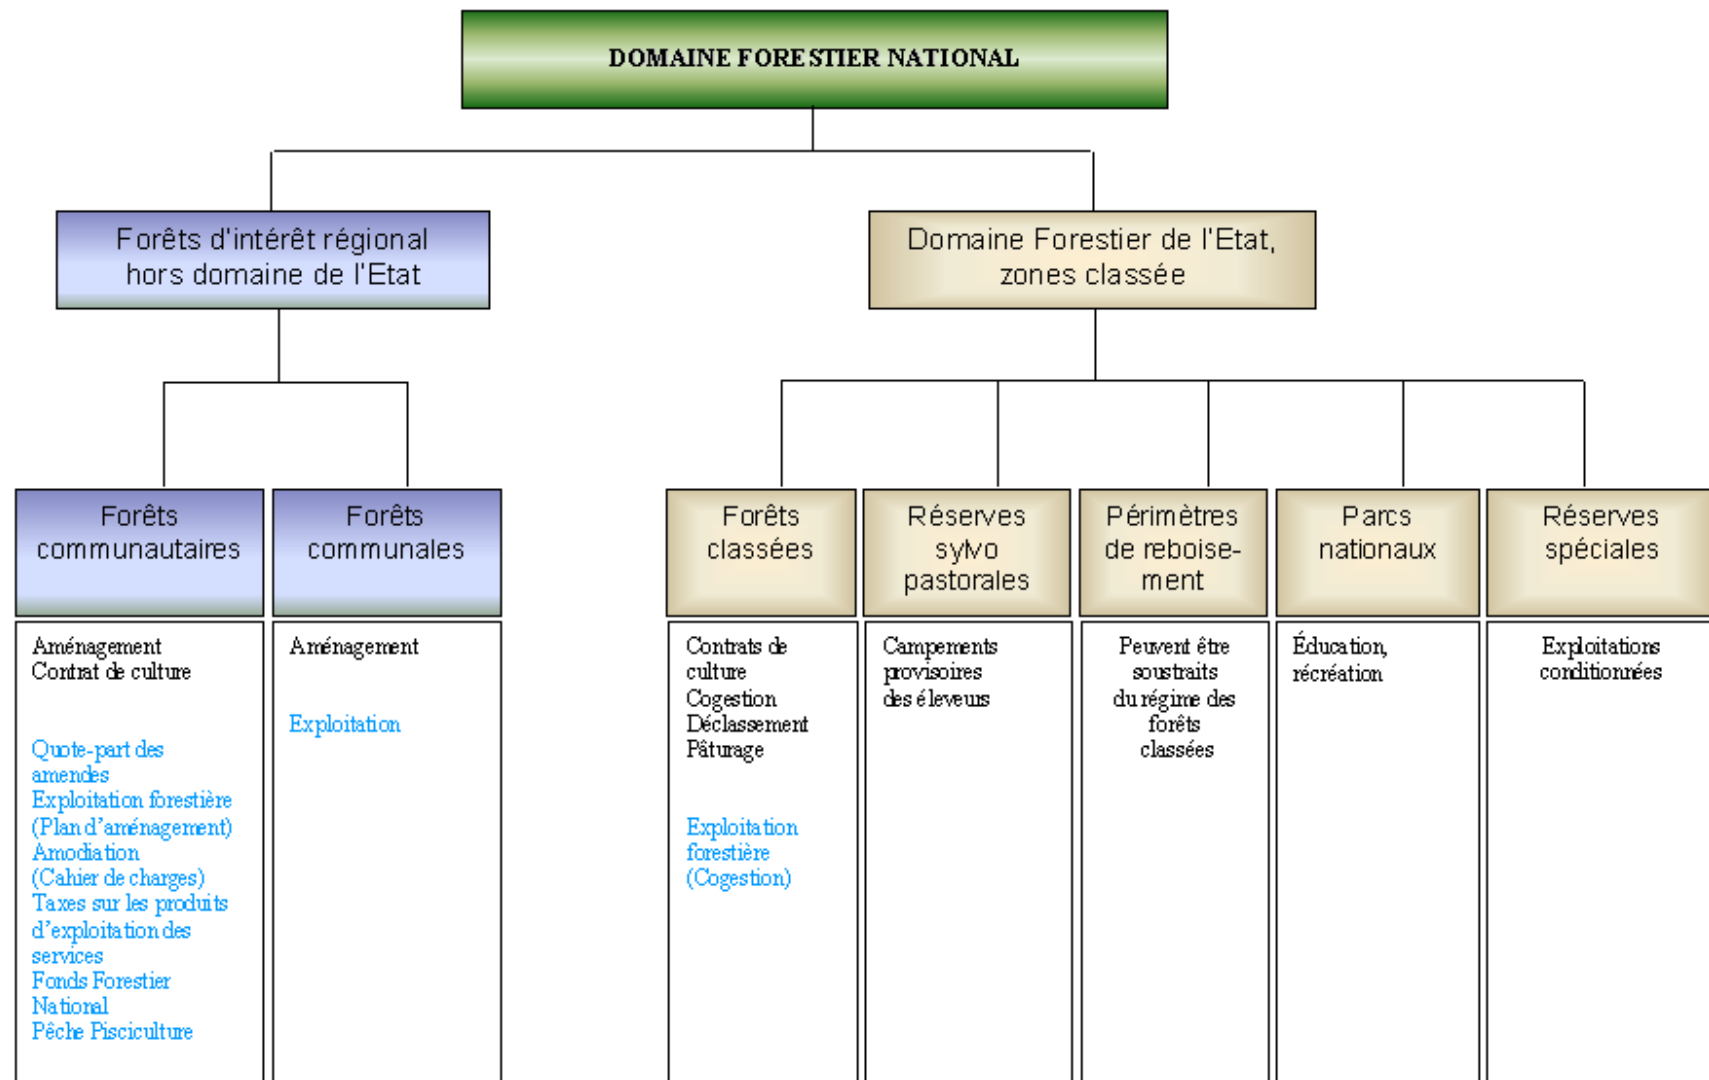 DOMAINE FORESTIER NATIONAL
Forêts d'intérêt régional
hors domaine de l'Etat
Domaine Forestier de l'Etat,
zones classée
Forêts
communautaires
Forêts
communales
Forêts
classées
Réserves
sylvo
pastorales
Périmètres
de reboise-
ment
Parcs
nationaux
Réserves
spéciales
Aménagement
Contrat de culture
Quote-part des
amendes
Exploitation forestière
(Plan d'aménagement)
Amodiation
(Cahier de charges)
Taxes sur les produits
d'exploitation des
services
Fonds Forestier
National
Pêche Pisciculture
Aménagement
Exploitation
Contrats de
culture
Cogestion
Déclassement
Pâturage
Exploitation
forestière
(Cogestion)
Campements
provisoires
des éleveurs
Peuvent être
soustraits
du régime des
forêts
classées
Éducation,
récréation
Exploitations
conditionnées